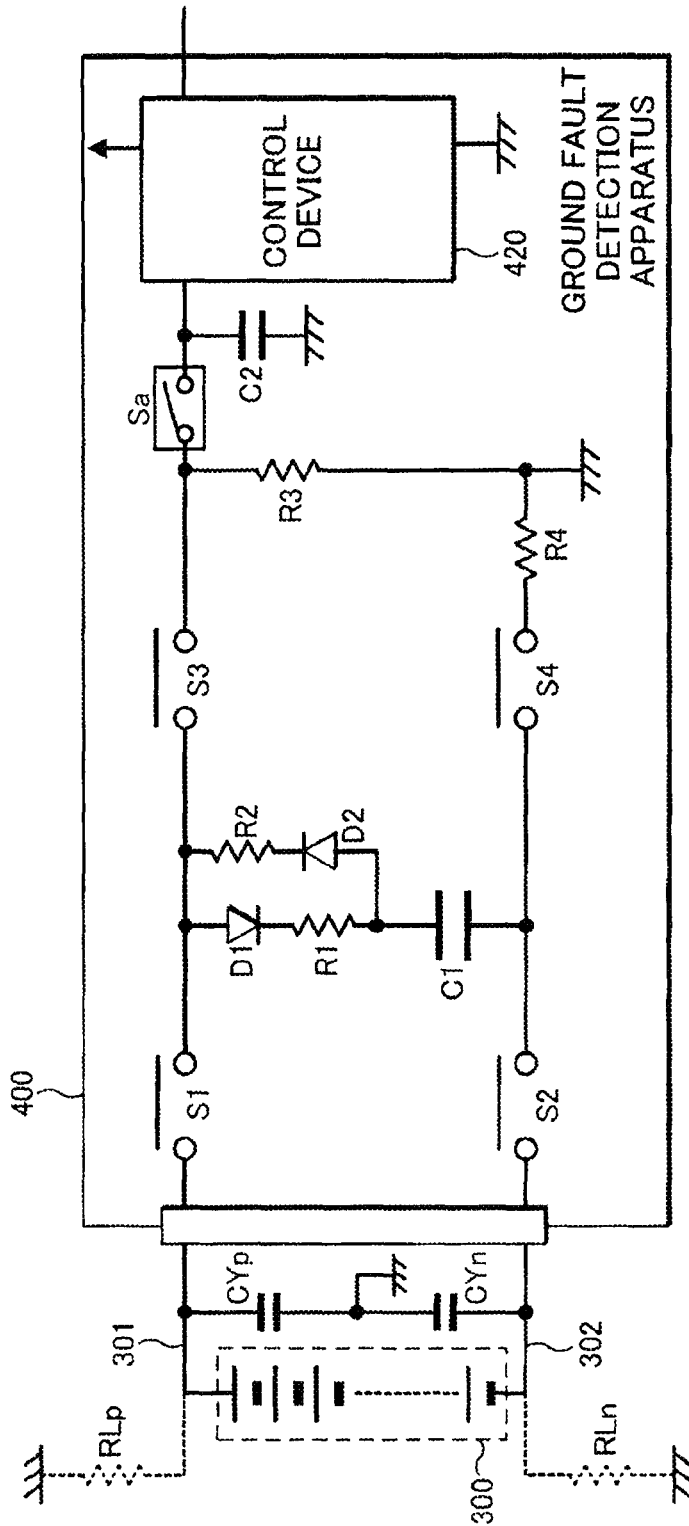 400
RLp
301
CYp
CYn
302
RLn
300
S1
S2
D1
R1
R2
D2
C1
S3
S4
R3
R4
Sa
C2
CONTROL
DEVICE
420
GROUND FAULT
DETECTION
APPARATUS